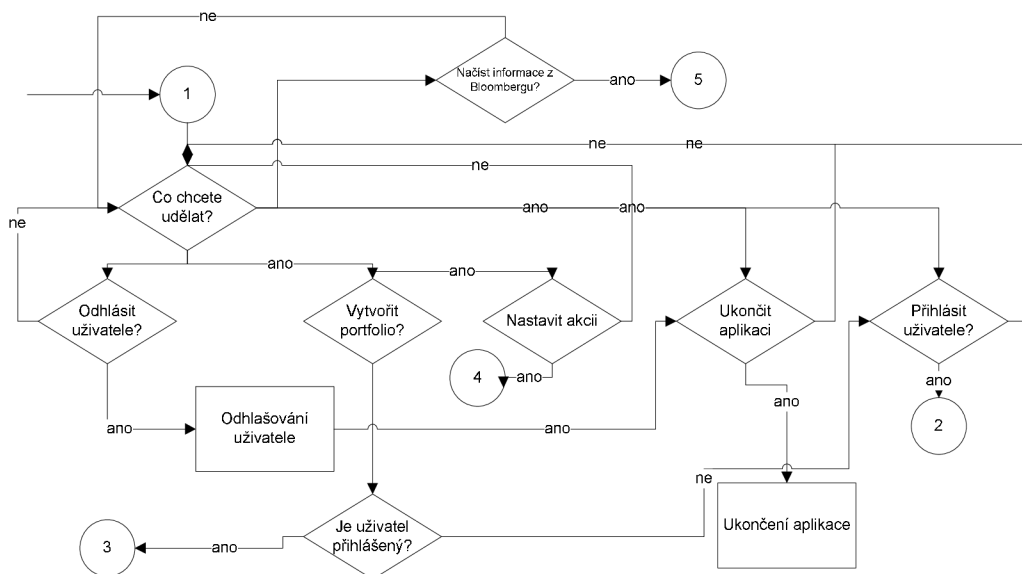 ne
Načíst informace z
Bloombergu?
ano
5
1
ne
ne
ne
Co chcete
udělat?
ne
ano
ano
ano
ano
Odhlásit
uživatele?
Vytvořit
portfolio?
Nastavit akcii
Ukončit
aplikaci
Přihlásit
uživatele?
4
ano
ano
ano
2
Odhlašování
uživatele
ano
ano
ne
Je uživatel
přihlášený?
Ukončení aplikace
3
ano